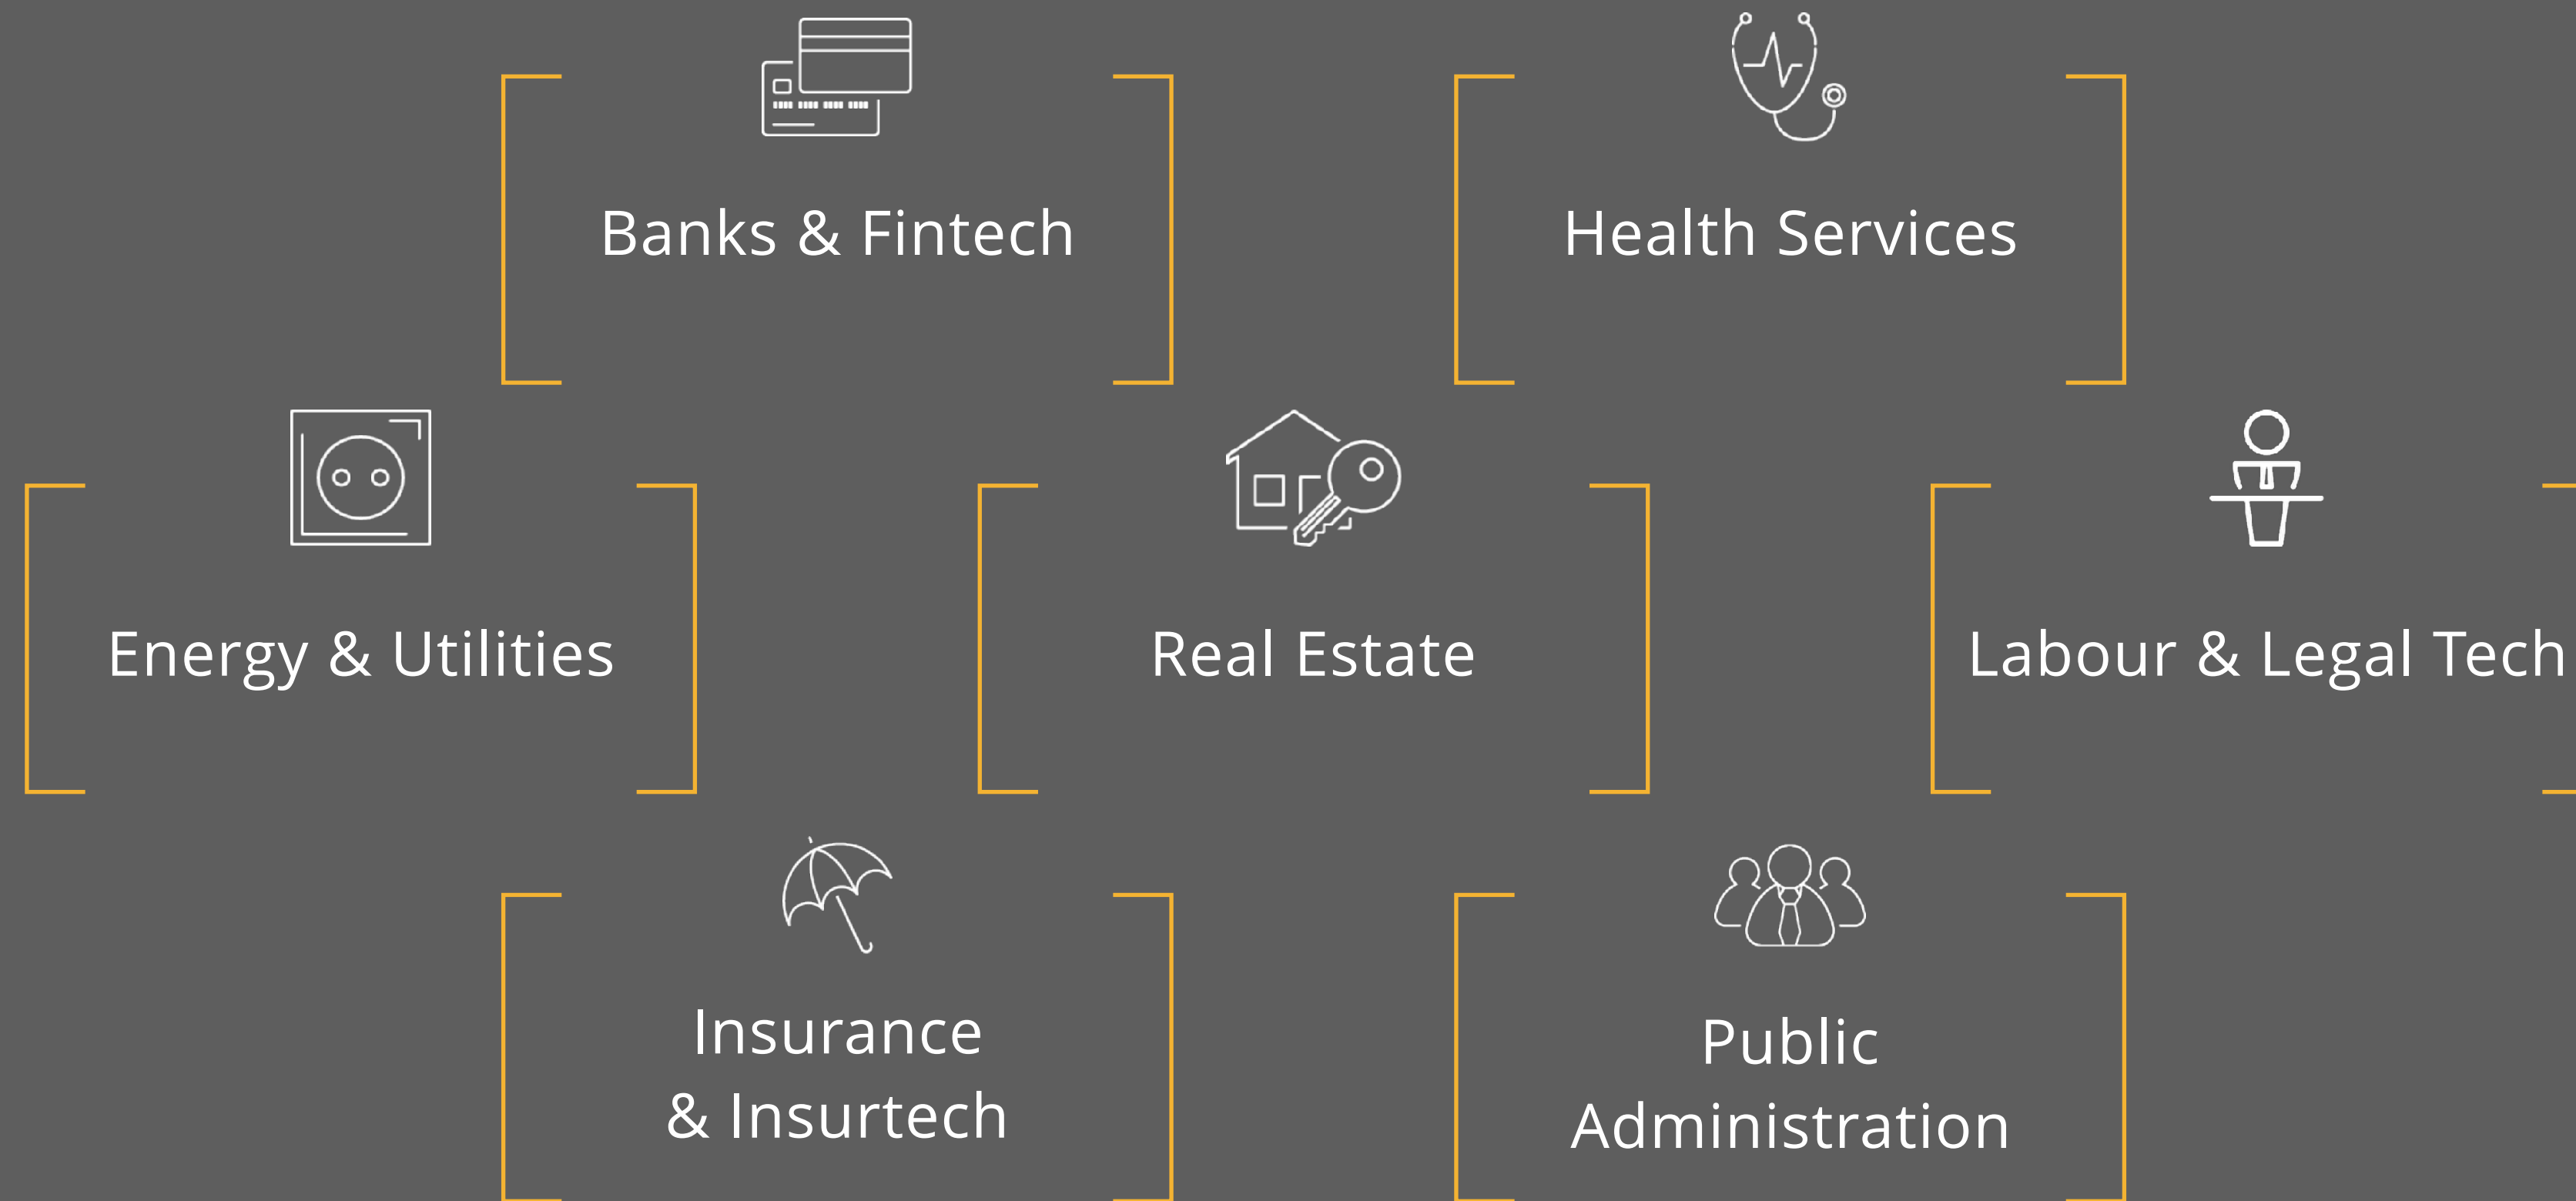 Banks & Fintech
Health Services
Energy & Utilities
Real Estate
Labour & Legal Tech
Insurance
& Insurtech
Public
Administration